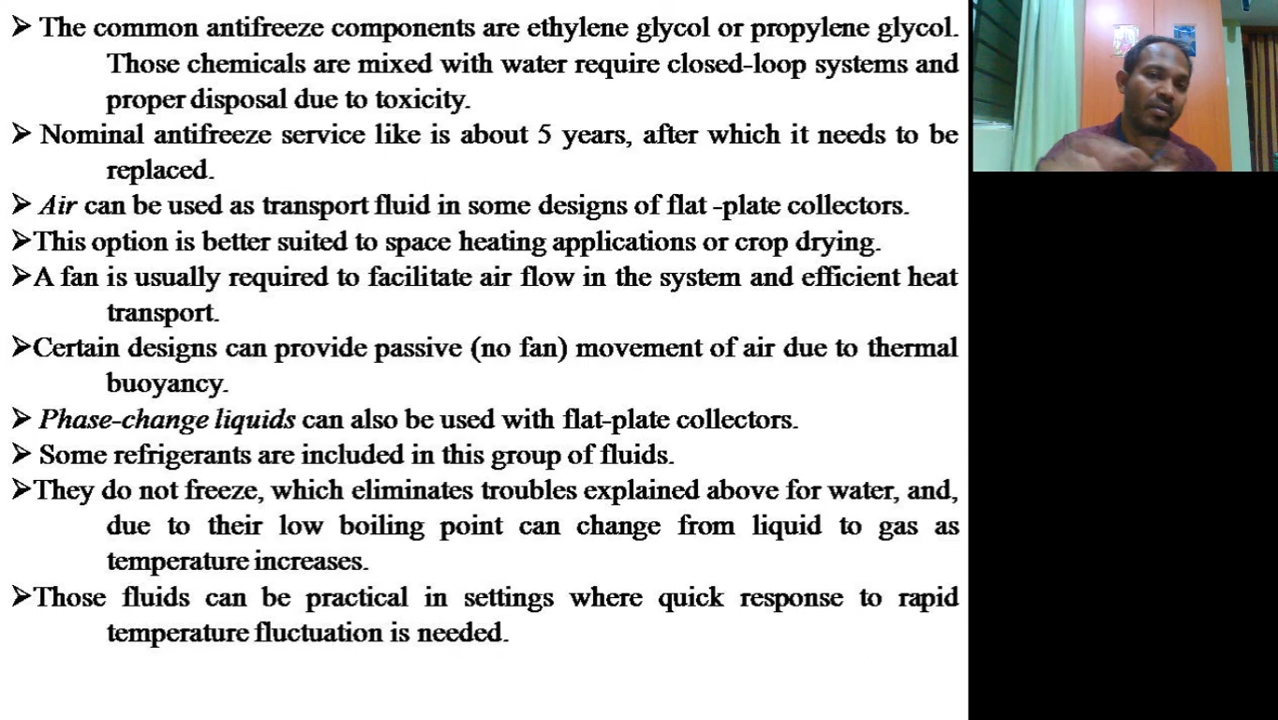 ➢ The common antifreeze components are ethylene glycol or propylene glycol.
Those chemicals are mixed with water require closed-loop systems and
proper disposal due to toxicity.
➢ Nominal antifreeze service like is about 5 years, after which it needs to be
replaced.
➢ Air can be used as transport fluid in some designs of flat -plate collectors.
➢This option is better suited to space heating applications or crop drying.
➢A fan is usually required to facilitate air flow in the system and efficient heat
transport.
➢Certain designs can provide passive (no fan) movement of air due to thermal
buoyancy.
➢ Phase-change liquids can also be used with flat-plate collectors.
➢ Some refrigerants are included in this group of fluids.
➢They do not freeze, which eliminates troubles explained above for water, and,
due to their low boiling point can change from liquid to gas as
temperature increases.
➢Those fluids can be practical in settings where quick response to rapid
temperature fluctuation is needed.